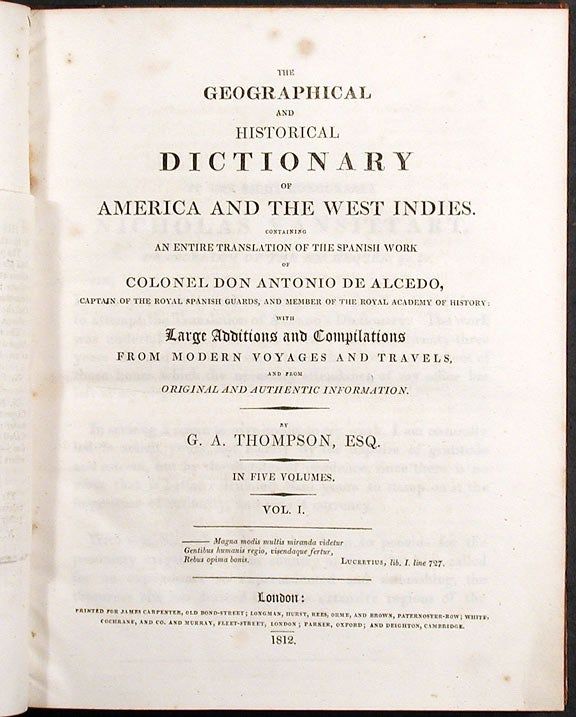 THE
GEOGRAPHICAL
AND
HISTORICAL
DICTIONARY
OF
AMERICA AND THE WEST INDIES.
CONTAINING
AN ENTIRE TRANSLATION OF THE SPANISH WORK
OF
COLONEL DON ANTONIO DE ALCEDO,
CAPTAIN OF THE ROYAL SPANISH GUARDS, AND MEMBER OF THE ROYAL ACADEMY OF HISTORY:
WITH
Large Additions and Compilations
FROM MODERN VOYAGES AND TRAVELS,
AND FROM
ORIGINAL AND AUTHENTIC INFORMATION.
BY
G. A. THOMPSON, ESQ.
IN FIVE VOLUMES.
VOL. I.
——— Magna modis multis miranda videtur
Gentibus humanis regio, visendaque fertur,
Rebus opima bonis. LUCRETIUS, lib. I. line 727.
London:
PRINTED FOR JAMES CARPENTER, OLD BOND-STREET; LONGMAN, HURST, REES, ORME, AND BROWN, PATERNOSTER-ROW; WHITE,
COCHRANE, AND CO. AND MURRAY, FLEET-STREET, LONDON; PARKER, OXFORD; AND DEIGHTON, CAMBRIDGE.
1812.